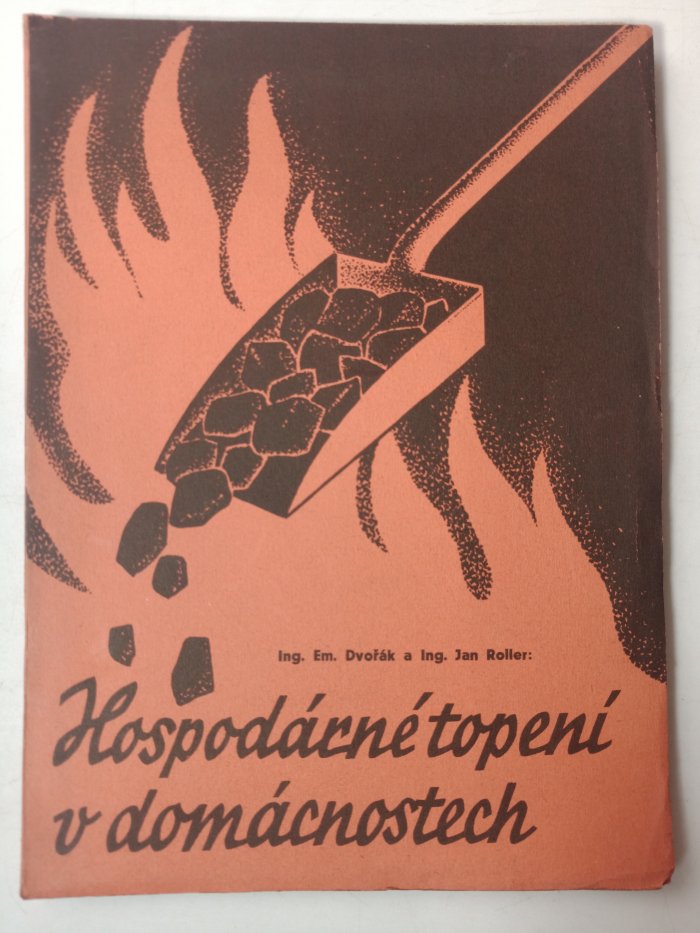 Ing. Em. Dvořák a Ing. Jan Roller:
Hospodárné topení
v domácnostech